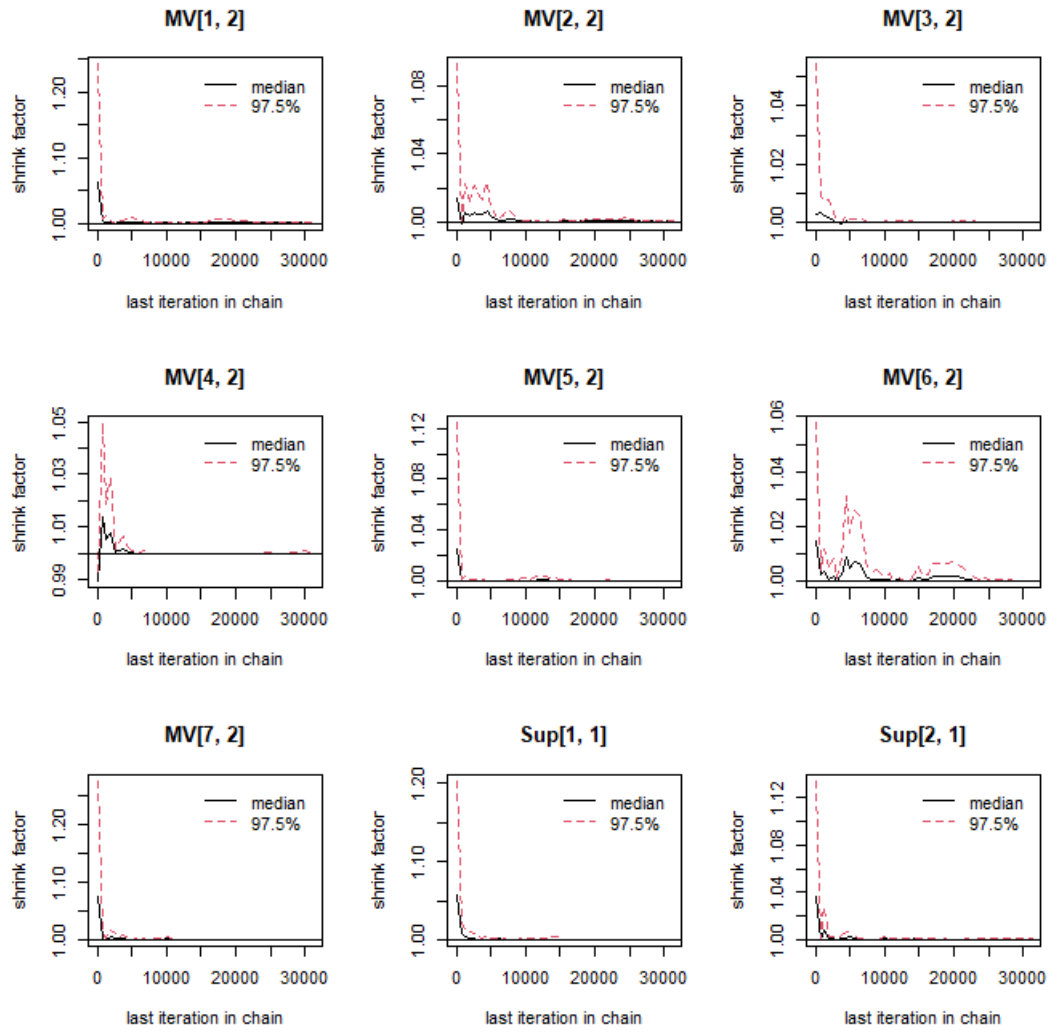 MV[1, 2]
MV[2, 2]
MV[3, 2]
shrink factor
1.00 1.10 1.20
median
97.5%
0 10000 20000 30000
last iteration in chain
shrink factor
1.00 1.04 1.08
median
97.5%
0 10000 20000 30000
last iteration in chain
shrink factor
1.00 1.02 1.04
median
97.5%
0 10000 20000 30000
last iteration in chain
MV[4, 2]
MV[5, 2]
MV[6, 2]
shrink factor
0.99 1.01 1.03 1.05
median
97.5%
0 10000 20000 30000
last iteration in chain
shrink factor
1.00 1.04 1.08 1.12
median
97.5%
0 10000 20000 30000
last iteration in chain
shrink factor
1.00 1.02 1.04 1.06
median
97.5%
0 10000 20000 30000
last iteration in chain
MV[7, 2]
Sup[1, 1]
Sup[2, 1]
shrink factor
1.00 1.10 1.20
median
97.5%
0 10000 20000 30000
last iteration in chain
shrink factor
1.00 1.10 1.20
median
97.5%
0 10000 20000 30000
last iteration in chain
shrink factor
1.00 1.04 1.08 1.12
median
97.5%
0 10000 20000 30000
last iteration in chain